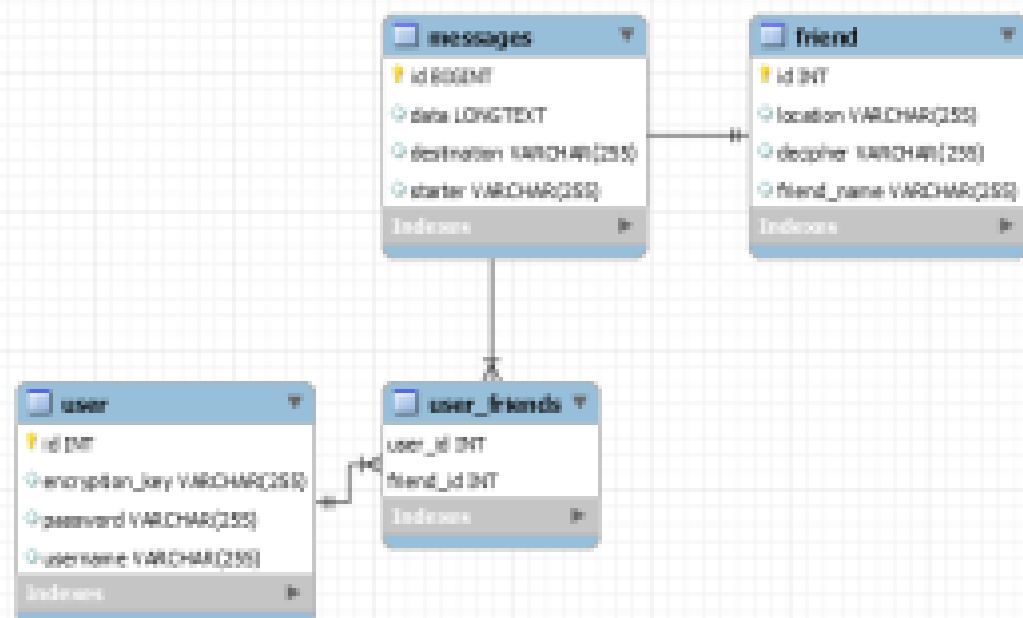 messages
id BIGINT
data LONGTEXT
destination VARCHAR(255)
starter VARCHAR(255)
Indexes
friend
id INT
location VARCHAR(255)
decipher VARCHAR(255)
friend_name VARCHAR(255)
Indexes
user
id INT
encryption_key VARCHAR(255)
password VARCHAR(255)
username VARCHAR(255)
Indexes
user_friends
user_id INT
friend_id INT
Indexes